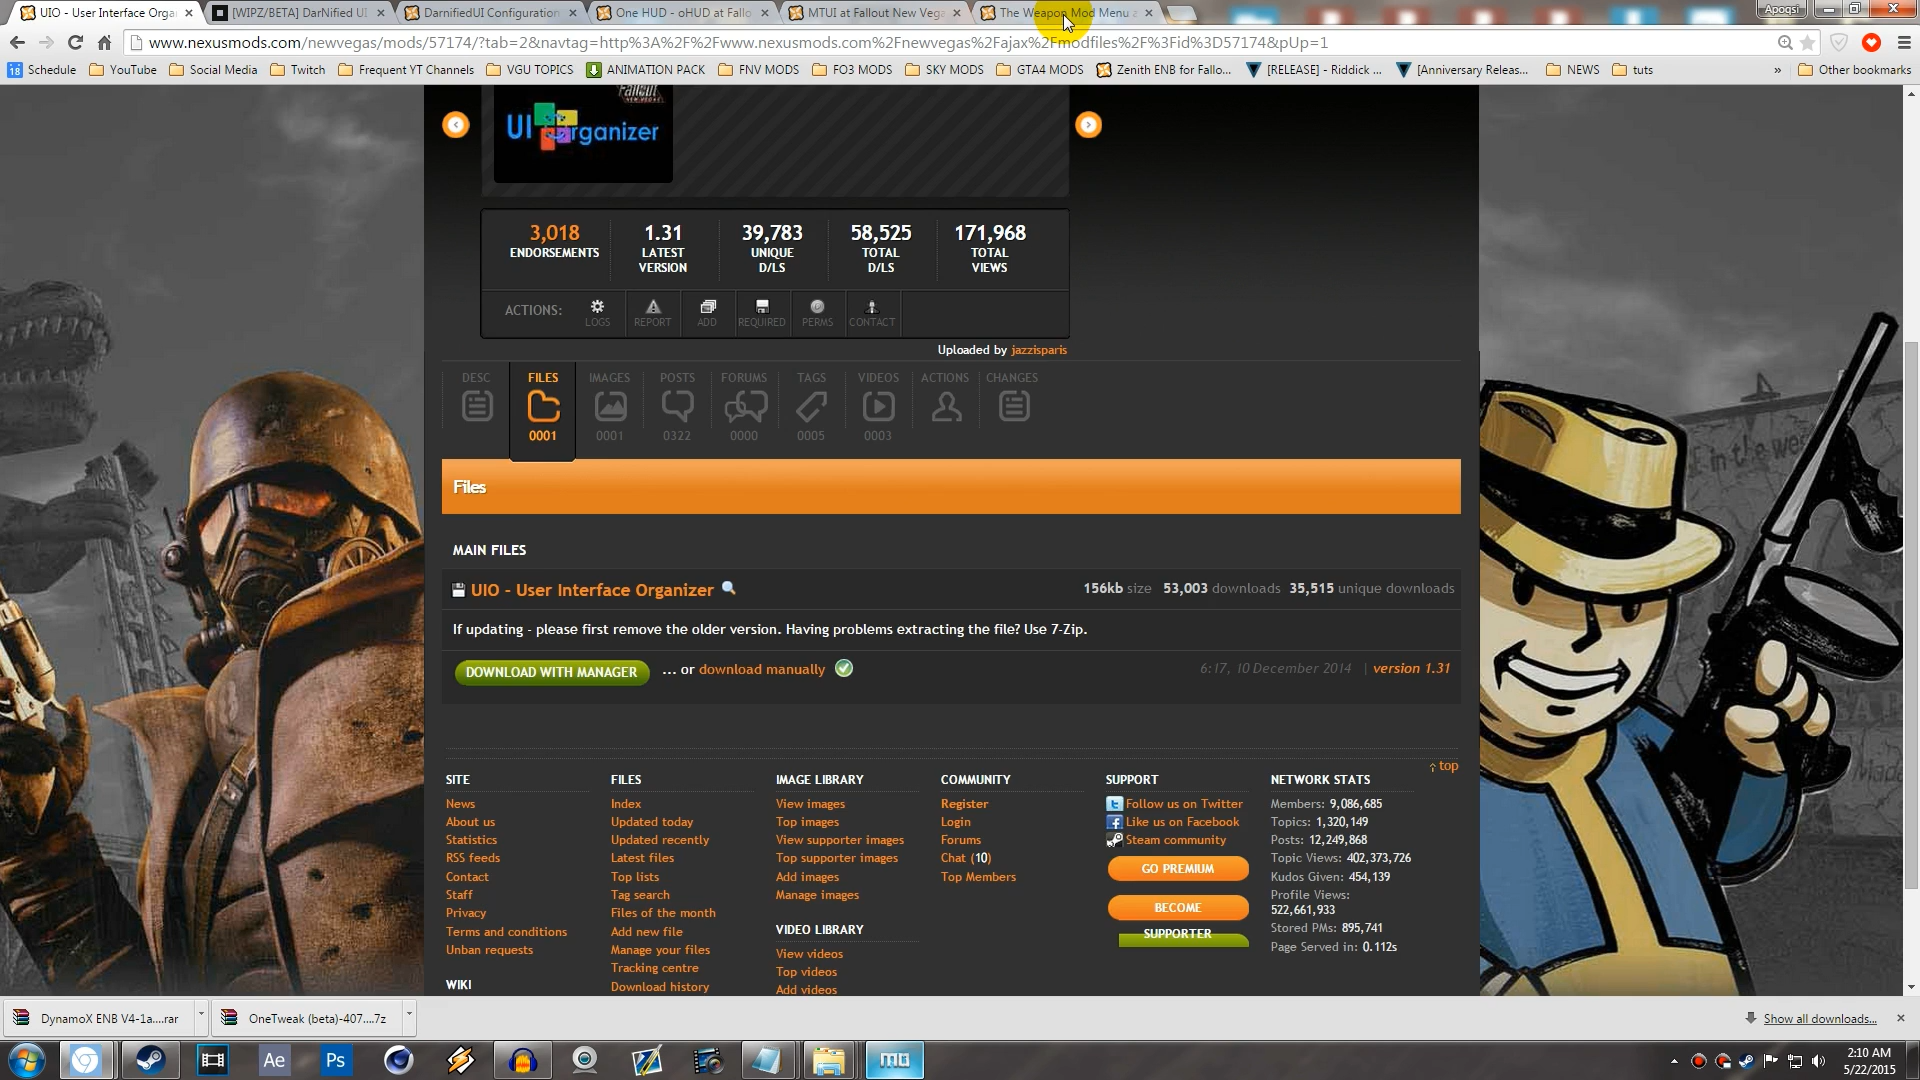 UIO - User Interface Orga
[WIPZ/BETA] DarNified UI
DarnifiedUI Configuration
One HUD - oHUD at Fallo
MTUI at Fallout New Vega
The Weapon Mod Menu a
Apoqsi
www.nexusmods.com/newvegas/mods/57174/?tab=2&navtag=http%3A%2F%2Fwww.nexusmods.com%2Fnewvegas%2Fajax%2Fmodfiles%2F%3Fid%3D57174&pUp=1
18 Schedule
YouTube
Social Media
Twitch
Frequent YT Channels
VGU TOPICS
ANIMATION PACK
FNV MODS
FO3 MODS
SKY MODS
GTA4 MODS
Zenith ENB for Fallo...
[RELEASE] - Riddick ...
[Anniversary Releas...
NEWS
tuts
»
Other bookmarks
Fallout
NEW VEGAS
UI Organizer
3,018
ENDORSEMENTS
1.31
LATEST
VERSION
39,783
UNIQUE
D/LS
58,525
TOTAL
D/LS
171,968
TOTAL
VIEWS
ACTIONS:
LOGS
REPORT
ADD
REQUIRED
PERMS
CONTACT
Uploaded by jazzisparis
DESC
FILES
0001
IMAGES
0001
POSTS
0322
FORUMS
0000
TAGS
0005
VIDEOS
0003
ACTIONS
CHANGES
Files
MAIN FILES
UIO - User Interface Organizer
156kb size 53,003 downloads 35,515 unique downloads
If updating - please first remove the older version. Having problems extracting the file? Use 7-Zip.
DOWNLOAD WITH MANAGER
... or download manually
6:17, 10 December 2014 | version 1.31
top
SITE
News
About us
Statistics
RSS feeds
Contact
Staff
Privacy
Terms and conditions
Unban requests
WIKI
FILES
Index
Updated today
Updated recently
Latest files
Top lists
Tag search
Files of the month
Add new file
Manage your files
Tracking centre
Download history
IMAGE LIBRARY
View images
Top images
View supporter images
Top supporter images
Add images
Manage images
VIDEO LIBRARY
View videos
Top videos
Add videos
COMMUNITY
Register
Login
Forums
Chat (10)
Top Members
SUPPORT
Follow us on Twitter
Like us on Facebook
Steam community
GO PREMIUM
BECOME
SUPPORTER
NETWORK STATS
Members: 9,086,685
Topics: 1,320,149
Posts: 12,249,868
Topic Views: 402,373,726
Kudos Given: 454,139
Profile Views:
522,661,933
Stored PMs: 895,741
Page Served in: 0.112s
DynamoX ENB V4-1a....rar
OneTweak (beta)-407....7z
Show all downloads...
Ae
Ps
2:10 AM
5/22/2015